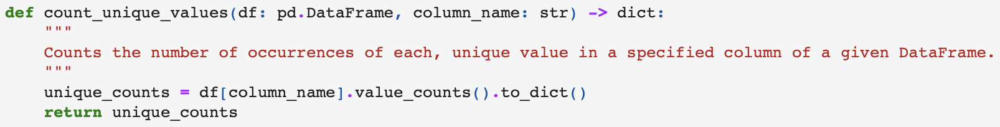 def count_unique_values(df: pd.DataFrame, column_name: str) -> dict:
    """
    Counts the number of occurrences of each, unique value in a specified column of a given DataFrame.
    """
    unique_counts = df[column_name].value_counts().to_dict()
    return unique_counts